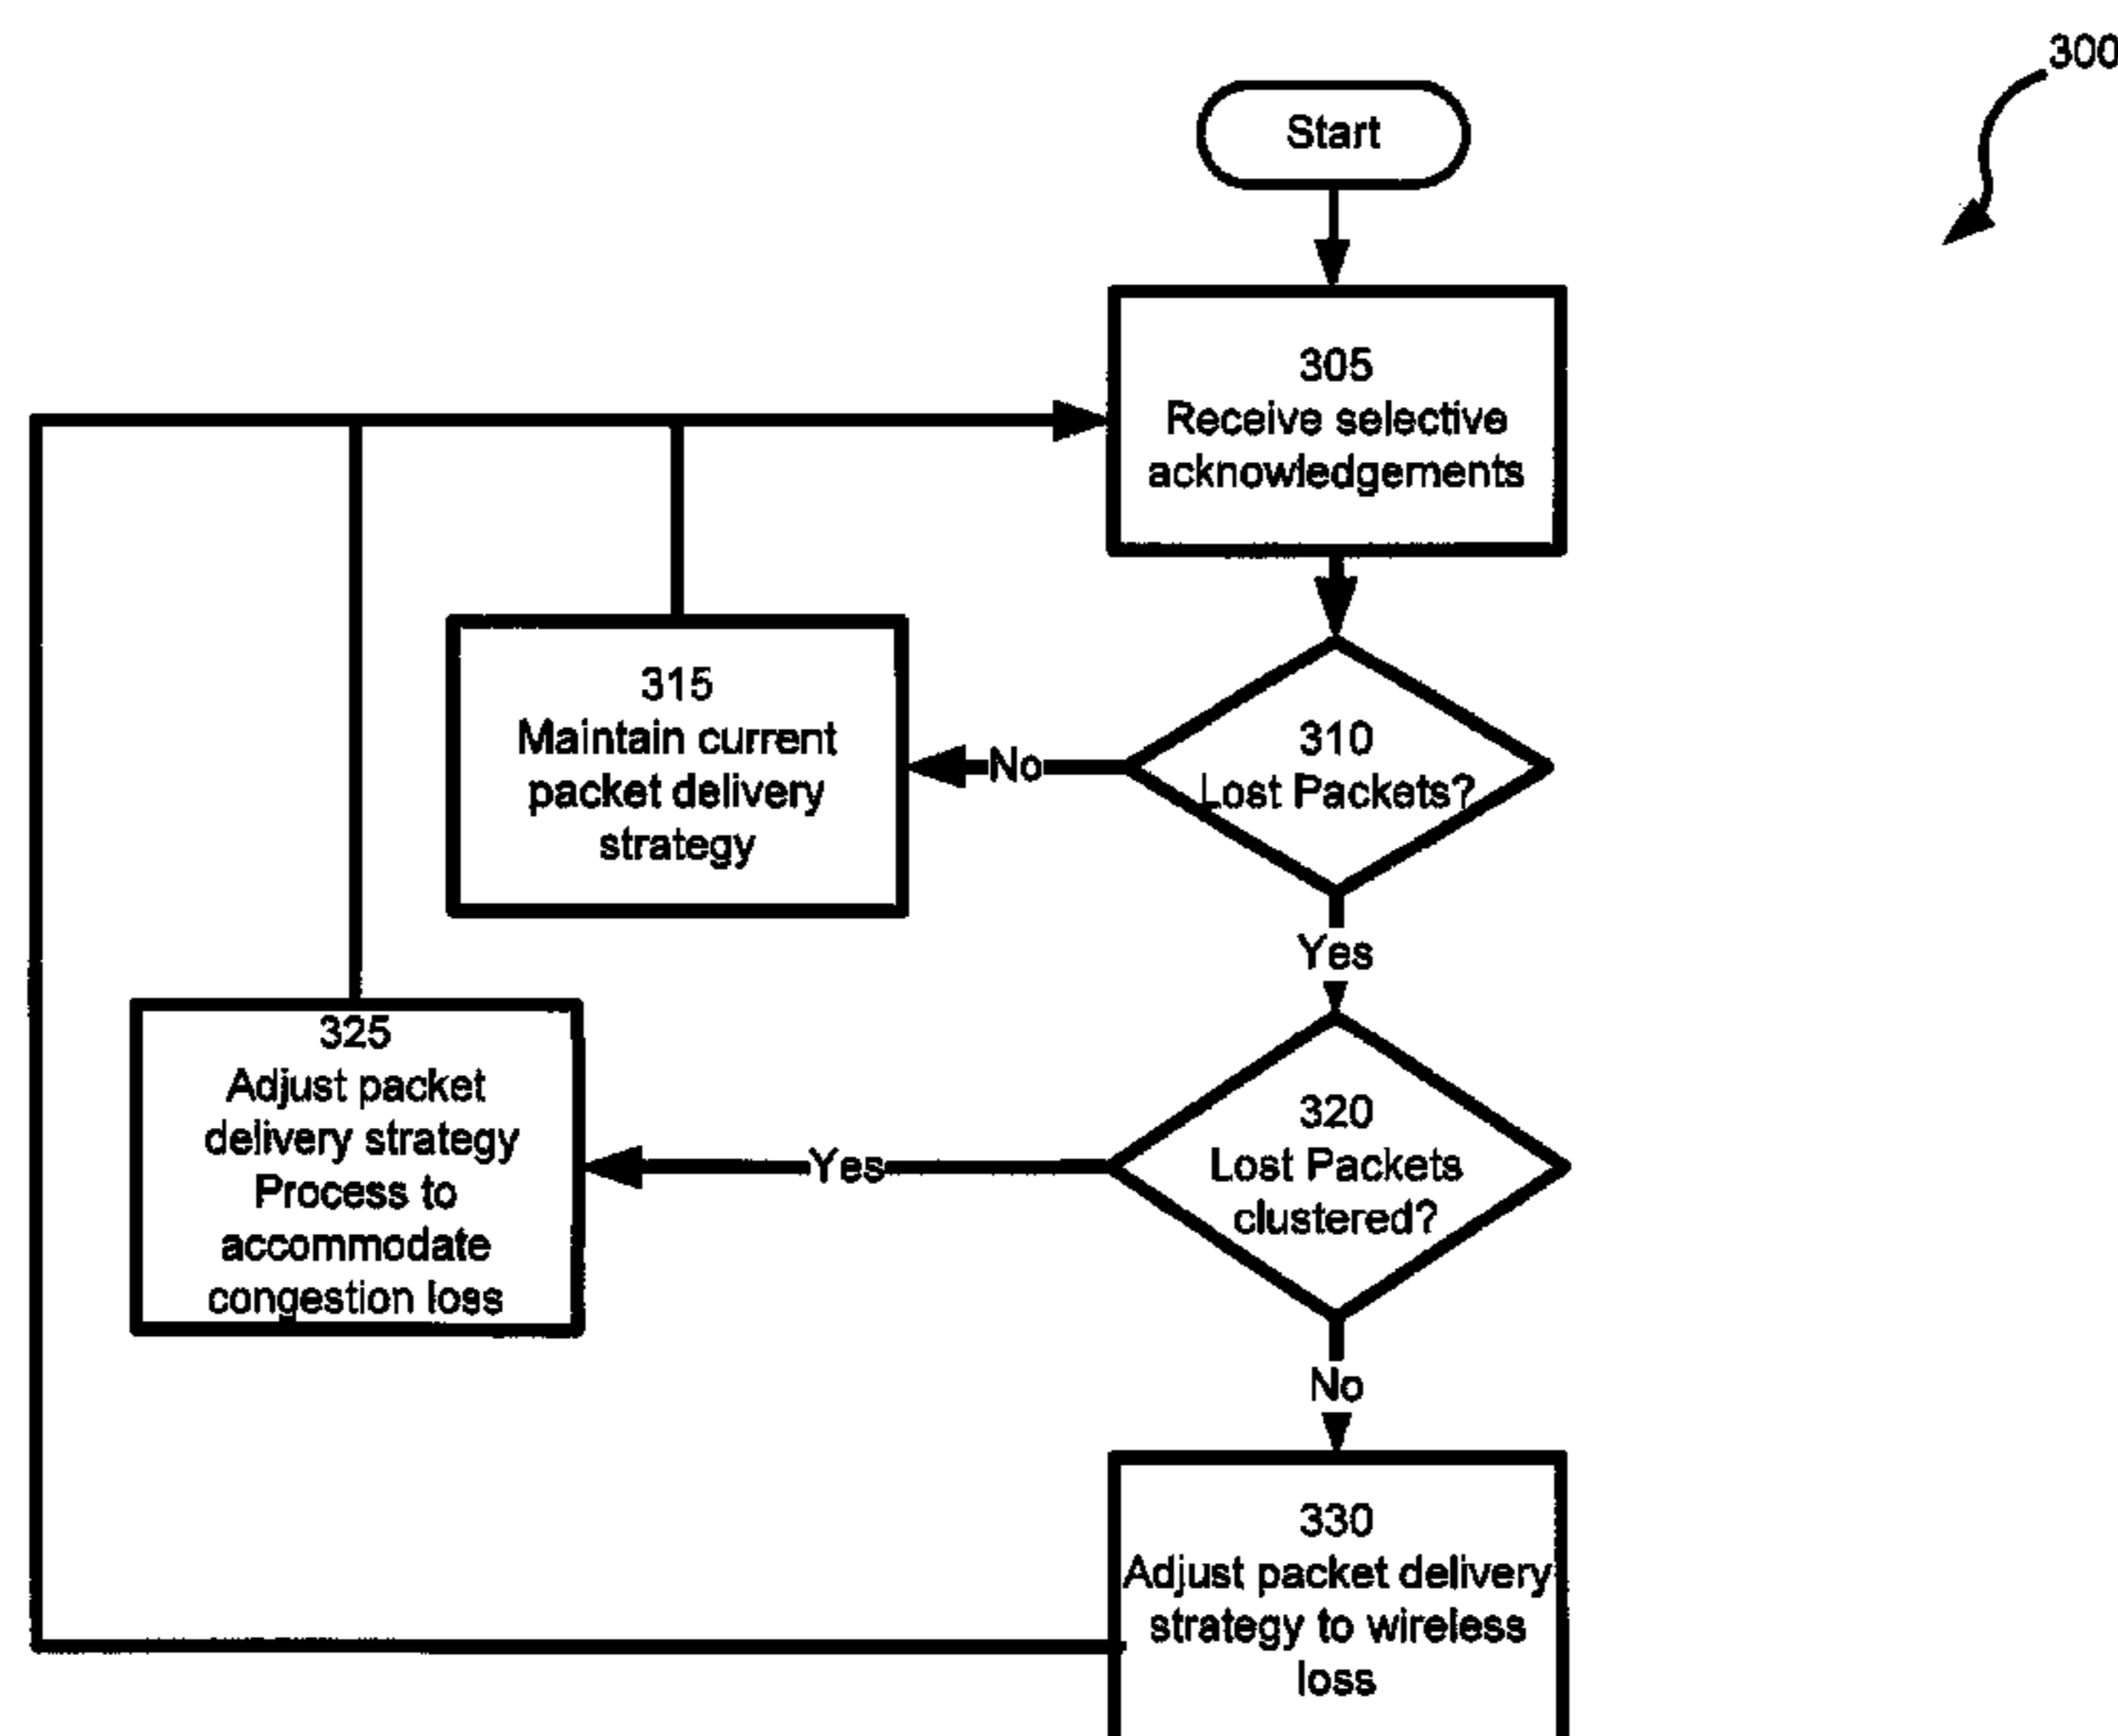 300
Start
305
Receive selective
acknowledgements
310
Lost Packets?
No
315
Maintain current
packet delivery
strategy
Yes
320
Lost Packets
clustered?
Yes
325
Adjust packet
delivery strategy
Process to
accommodate
congestion loss
No
330
Adjust packet delivery
strategy to wireless
loss